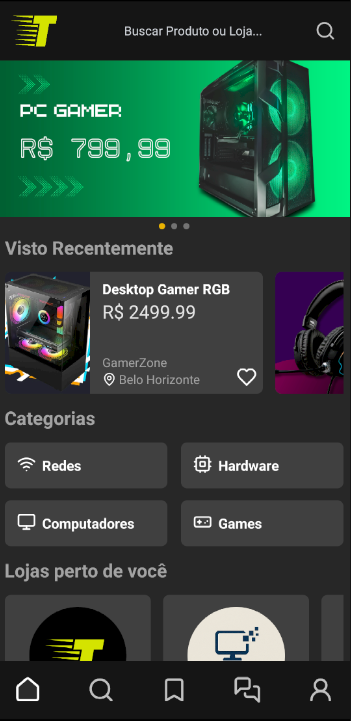 T
Buscar Produto ou Loja...
PC GAMER
R$ 799,99
Visto Recentemente
Desktop Gamer RGB
R$ 2499.99
GamerZone
Belo Horizonte
Categorias
Redes
Hardware
Computadores
Games
Lojas perto de você
T